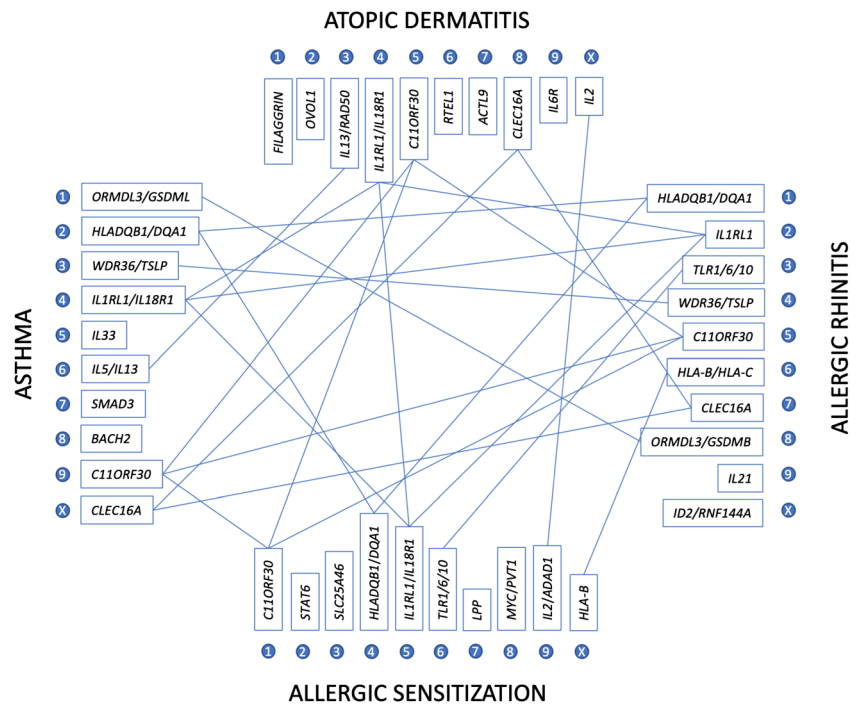 ATOPIC DERMATITIS
1 2 3 4 5 6 7 8 9 X
FILAGGRIN
OVOL1
IL13/RAD50
IL1RL1/IL18R1
C11ORF30
RTEL1
ACTL9
CLEC16A
IL6R
IL2
ASTHMA
1 ORMDL3/GSDML
2 HLADQB1/DQA1
3 WDR36/TSLP
4 IL1RL1/IL18R1
5 IL33
6 IL5/IL13
7 SMAD3
8 BACH2
9 C11ORF30
X CLEC16A
HLADQB1/DQA1 1
IL1RL1 2
TLR1/6/10 3
WDR36/TSLP 4
C11ORF30 5
HLA-B/HLA-C 6
CLEC16A 7
ORMDL3/GSDMB 8
IL21 9
ID2/RNF144A X
ALLERGIC RHINITIS
C11ORF30
STAT6
SLC25A46
HLADQB1/DQA1
IL1RL1/IL18R1
TLR1/6/10
LPP
MYC/PVT1
IL2/ADAD1
HLA-B
1 2 3 4 5 6 7 8 9 X
ALLERGIC SENSITIZATION